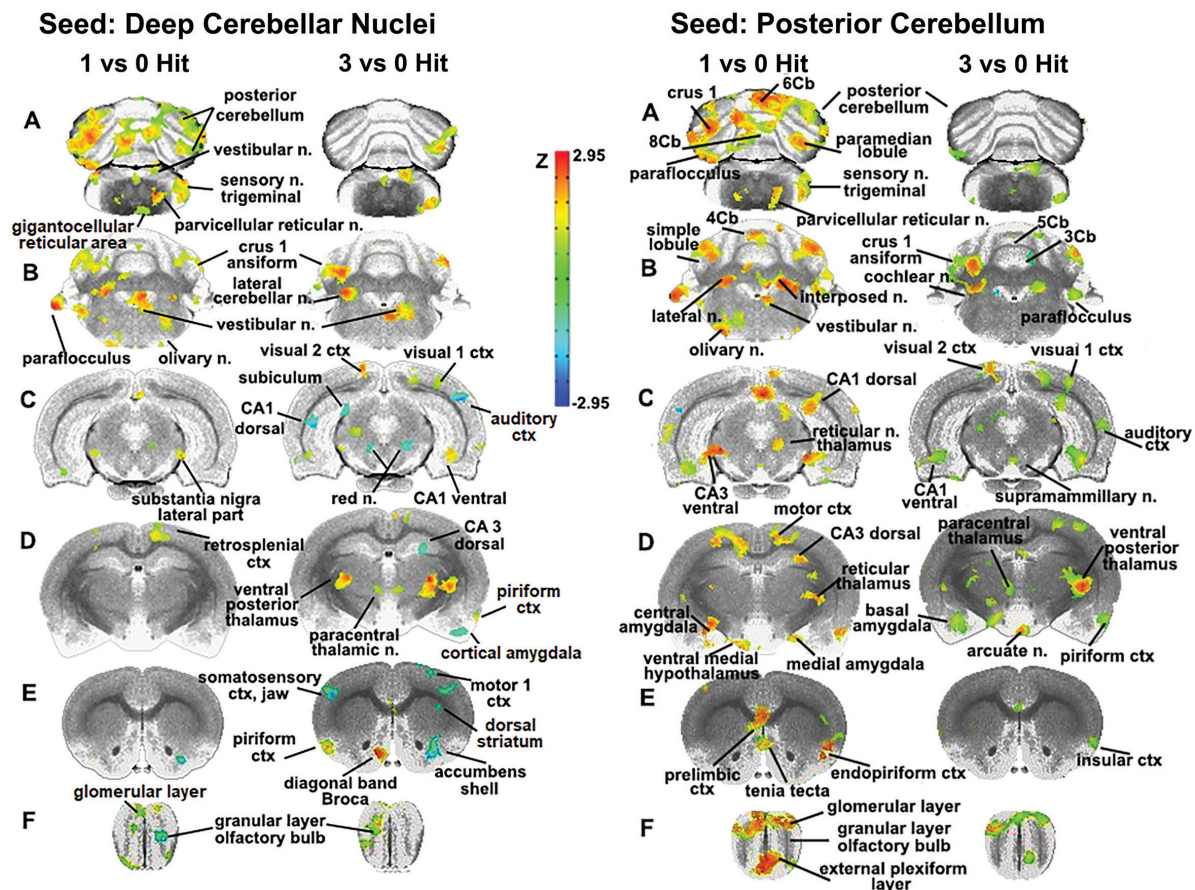 Seed: Deep Cerebellar Nuclei
1 vs 0 Hit
3 vs 0 Hit
A
posterior
cerebellum
vestibular n.
sensory n.
trigeminal
parvicellular reticular n.
gigantocellular
reticular area
B
crus 1
ansiform
lateral
cerebellar n.
vestibular n.
paraflocculus
olivary n.
visual 2 ctx
visual 1 ctx
subiculum
C
CA1
dorsal
auditory
ctx
red n.
CA1 ventral
substantia nigra
lateral part
D
retrosplenial
ctx
CA 3
dorsal
ventral
posterior
thalamus
piriform
ctx
paracentral
thalamic n.
cortical amygdala
E
somatosensory
ctx, jaw
motor 1
ctx
dorsal
striatum
piriform
ctx
diagonal band
Broca
accumbens
shell
glomerular layer
F
granular layer
olfactory bulb
Z
2.95
-2.95
Seed: Posterior Cerebellum
1 vs 0 Hit
3 vs 0 Hit
A
crus 1
6Cb
posterior
cerebellum
8Cb
paramedian
lobule
paraflocculus
sensory n.
trigeminal
parvicellular reticular n.
4Cb
simple
lobule
5Cb
3Cb
crus 1
ansiform
B
cochlear n.
interposed n.
lateral n.
vestibular n.
paraflocculus
olivary n.
visual 2 ctx
visual 1 ctx
C
CA1 dorsal
reticular n.
thalamus
auditory
ctx
CA3
ventral
CA1
ventral
supramammillary n.
motor ctx
D
CA3 dorsal
paracentral
thalamus
ventral
posterior
thalamus
reticular
thalamus
central
amygdala
basal
amygdala
ventral medial
hypothalamus
medial amygdala
arcuate n.
piriform ctx
E
prelimbic
ctx
tenia tecta
endopiriform ctx
insular ctx
F
glomerular layer
granular layer
olfactory bulb
external plexiform
layer